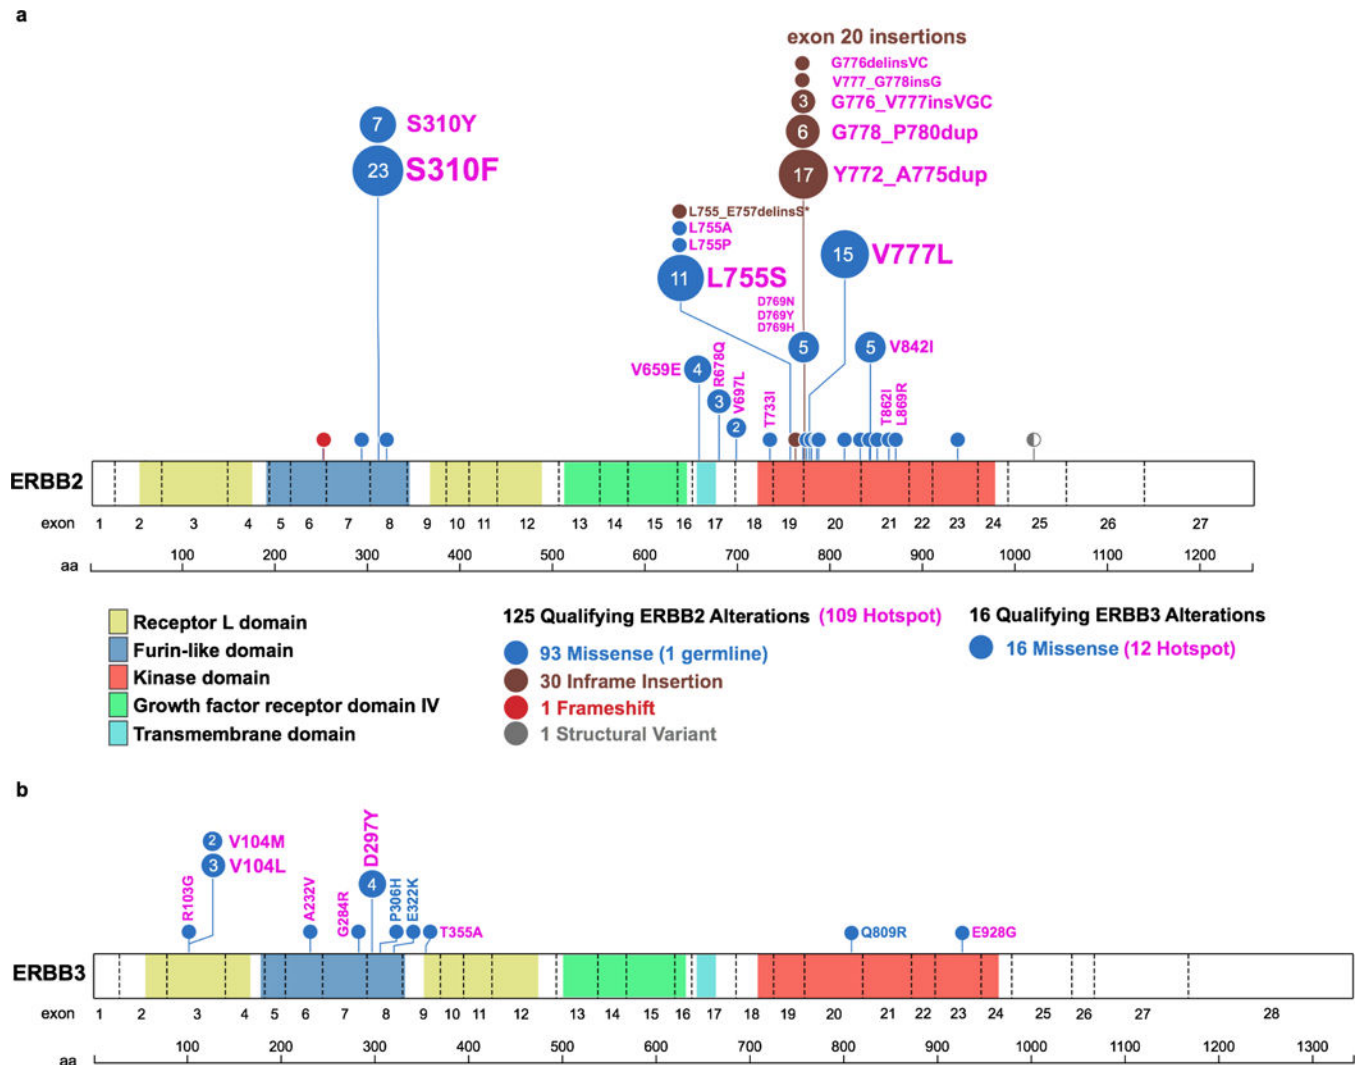 a
exon 20 insertions
G776delinsVC
V777_G778insG
3 G776_V777insVGC
6 G778_P780dup
17 Y772_A775dup
7 S310Y
23 S310F
L755_E757delinsS*
L755A
L755P
11 L755S
15 V777L
D769N
D769Y
D769H
5
5 V842I
V659E 4
3 R678Q
2 V697L
T733I
T862I
L869R
ERBB2
exon 1 2 3 4 5 6 7 8 9 10 11 12 13 14 15 16 17 18 19 20 21 22 23 24 25 26 27
aa 100 200 300 400 500 600 700 800 900 1000 1100 1200
Receptor L domain
Furin-like domain
Kinase domain
Growth factor receptor domain IV
Transmembrane domain
125 Qualifying ERBB2 Alterations (109 Hotspot)
93 Missense (1 germline)
30 Inframe Insertion
1 Frameshift
1 Structural Variant
16 Qualifying ERBB3 Alterations
16 Missense (12 Hotspot)
b
2 V104M
3 V104L
R103G
A232V
G284R
4 D297Y
P306H
E322K
T355A
Q809R
E928G
ERBB3
exon 1 2 3 4 5 6 7 8 9 10 11 12 13 14 15 16 17 18 19 20 21 22 23 24 25 26 27 28
aa 100 200 300 400 500 600 700 800 900 1000 1100 1200 1300